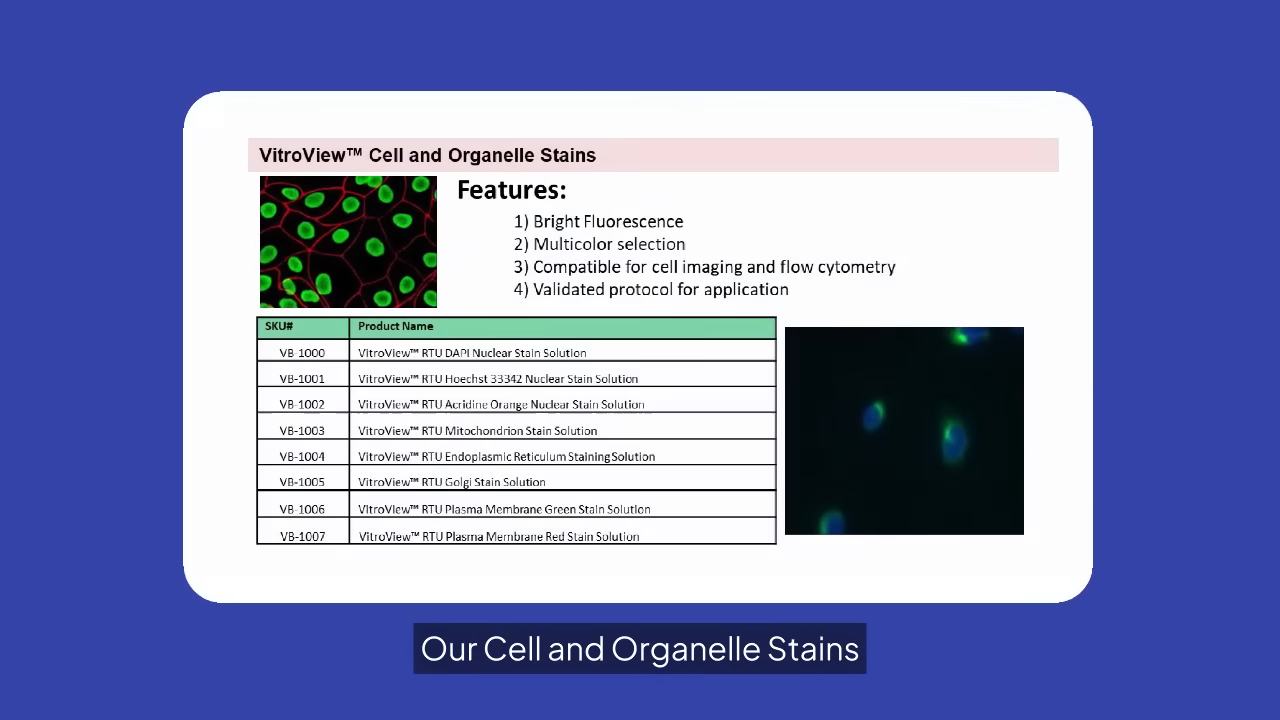 VitroView™ Cell and Organelle Stains
Features:
1) Bright Fluorescence
2) Multicolor selection
3) Compatible for cell imaging and flow cytometry
4) Validated protocol for application
SKU# Product Name
VB-1000 VitroView™ RTU DAPI Nuclear Stain Solution
VB-1001 VitroView™ RTU Hoechst 33342 Nuclear Stain Solution
VB-1002 VitroView™ RTU Acridine Orange Nuclear Stain Solution
VB-1003 VitroView™ RTU Mitochondrion Stain Solution
VB-1004 VitroView™ RTU Endoplasmic Reticulum Staining Solution
VB-1005 VitroView™ RTU Golgi Stain Solution
VB-1006 VitroView™ RTU Plasma Membrane Green Stain Solution
VB-1007 VitroView™ RTU Plasma Membrane Red Stain Solution
Our Cell and Organelle Stains